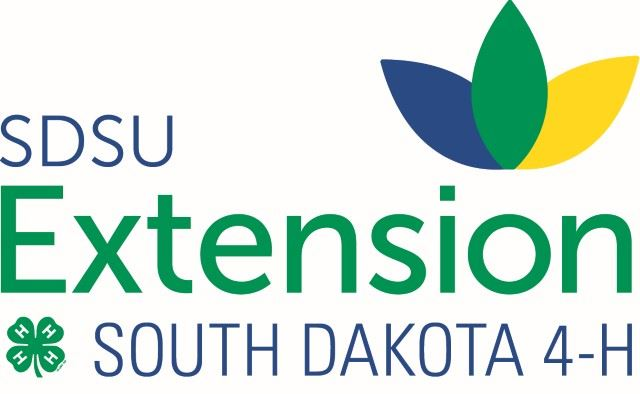 SDSU
Extension
H H
H H
SOUTH DAKOTA 4-H